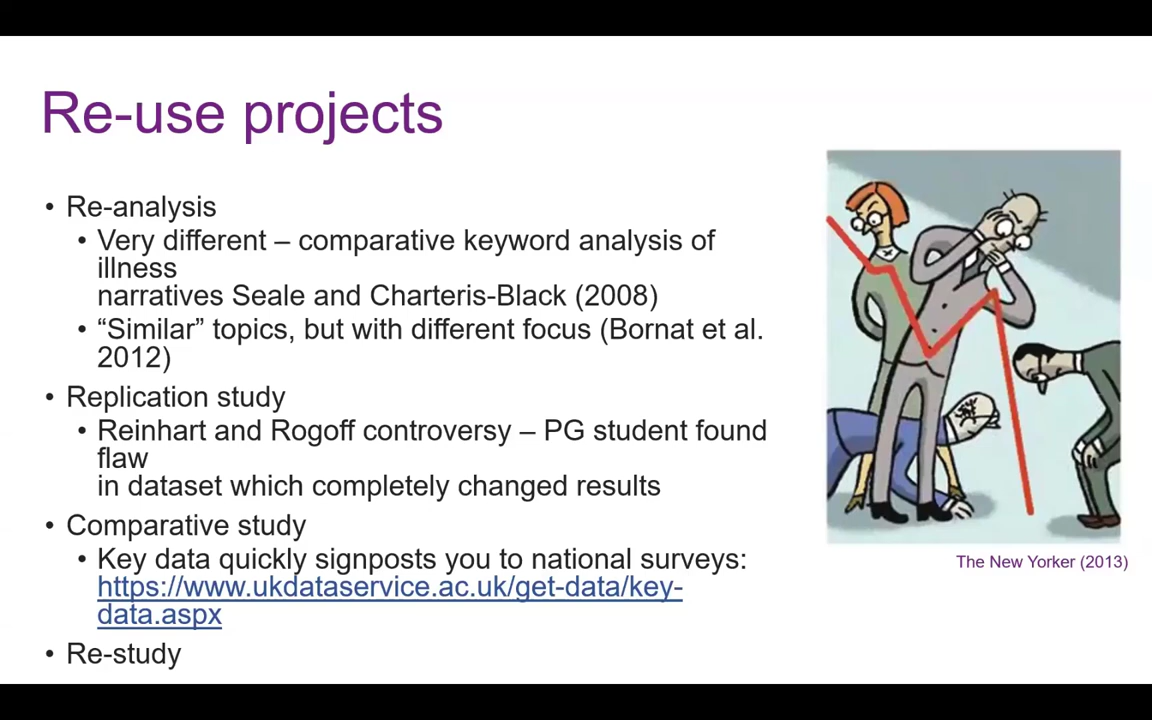 Re-use projects
• Re-analysis
• Very different – comparative keyword analysis of
illness
narratives Seale and Charteris-Black (2008)
• “Similar” topics, but with different focus (Bornat et al.
2012)
• Replication study
• Reinhart and Rogoff controversy – PG student found
flaw
in dataset which completely changed results
• Comparative study
• Key data quickly signposts you to national surveys:
https://www.ukdataservice.ac.uk/get-data/key-
data.aspx
• Re-study
The New Yorker (2013)